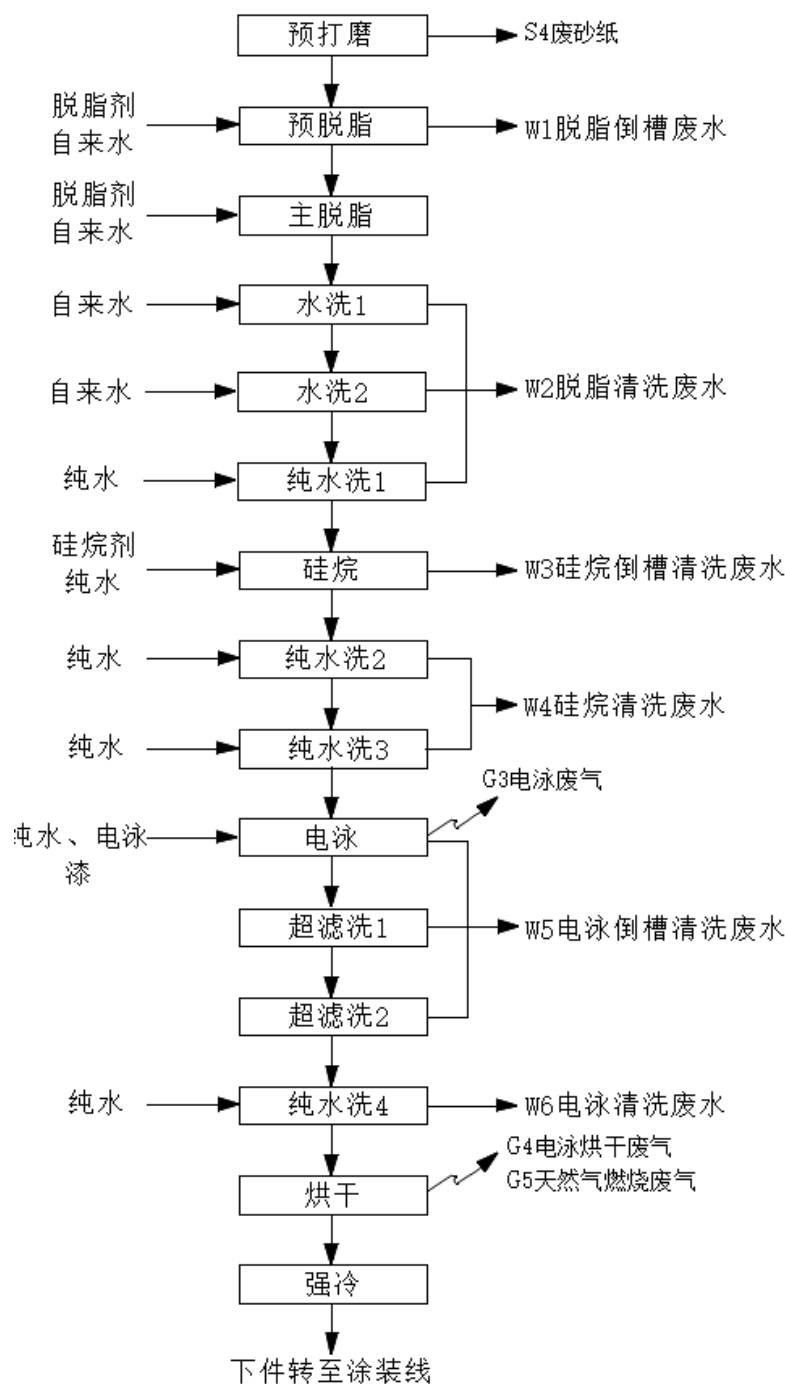 预打磨
S4废砂纸
脱脂剂
自来水
预脱脂
W1脱脂倒槽废水
脱脂剂
自来水
主脱脂
自来水
水洗1
自来水
水洗2
W2脱脂清洗废水
纯水
纯水洗1
硅烷剂
纯水
硅烷
W3硅烷倒槽清洗废水
纯水
纯水洗2
W4硅烷清洗废水
纯水
纯水洗3
G3电泳废气
纯水、电泳
漆
电泳
超滤洗1
W5电泳倒槽清洗废水
超滤洗2
纯水
纯水洗4
W6电泳清洗废水
G4电泳烘干废气
G5天然气燃烧废气
烘干
强冷
下件转至涂装线